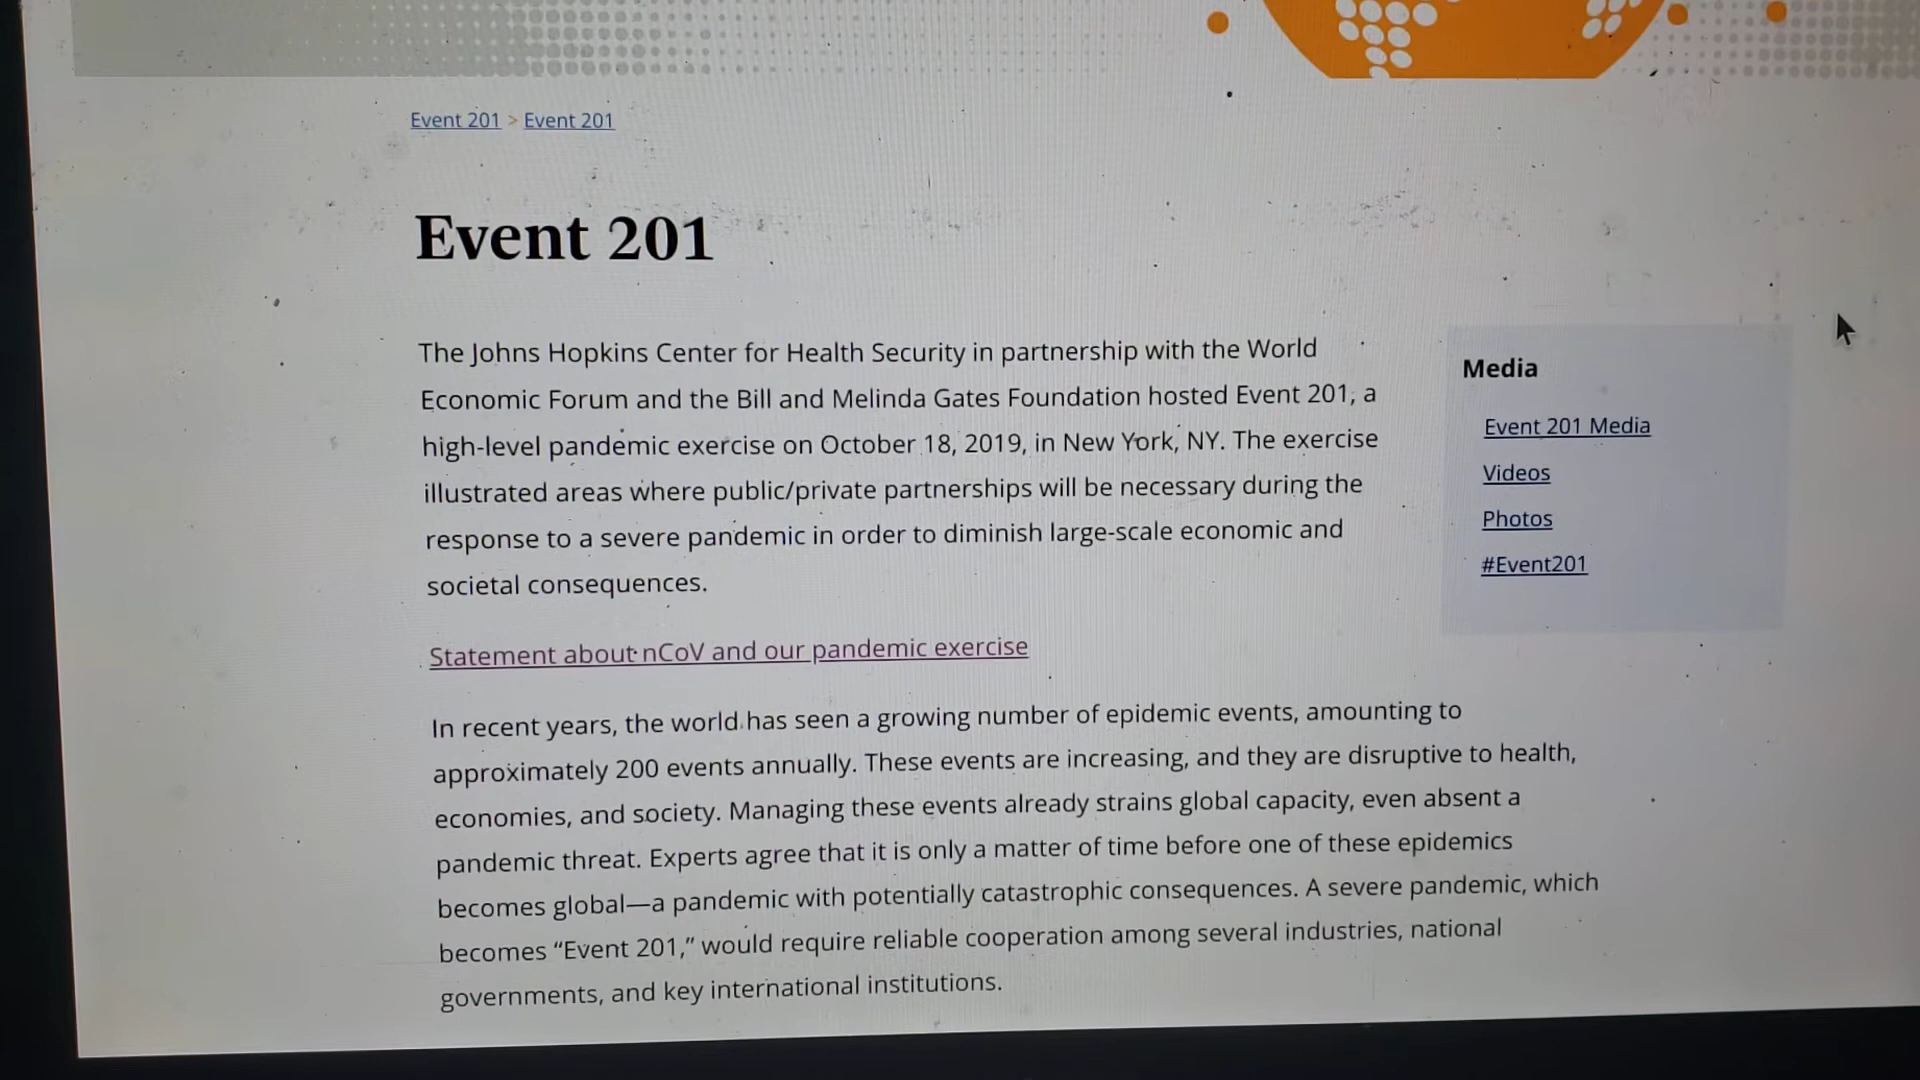 Event 201 > Event 201
Event 201
The Johns Hopkins Center for Health Security in partnership with the World
Economic Forum and the Bill and Melinda Gates Foundation hosted Event 201, a
high-level pandemic exercise on October 18, 2019, in New York, NY. The exercise
illustrated areas where public/private partnerships will be necessary during the
response to a severe pandemic in order to diminish large-scale economic and
societal consequences.
Statement about nCoV and our pandemic exercise
In recent years, the world has seen a growing number of epidemic events, amounting to
approximately 200 events annually. These events are increasing, and they are disruptive to health,
economies, and society. Managing these events already strains global capacity, even absent a
pandemic threat. Experts agree that it is only a matter of time before one of these epidemics
becomes global—a pandemic with potentially catastrophic consequences. A severe pandemic, which
becomes “Event 201,” would require reliable cooperation among several industries, national
governments, and key international institutions.
Media
Event 201 Media
Videos
Photos
#Event201